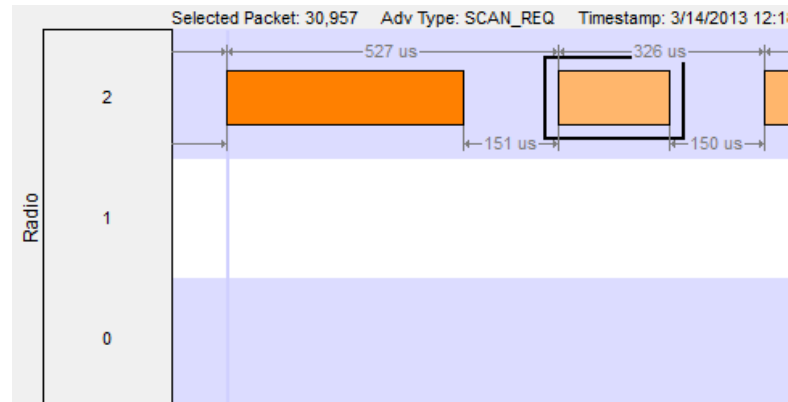 Selected Packet: 30,957 Adv Type: SCAN_REQ Timestamp: 3/14/2013 12:18
527 us 326 us
2
151 us 150 us
Radio
1
0